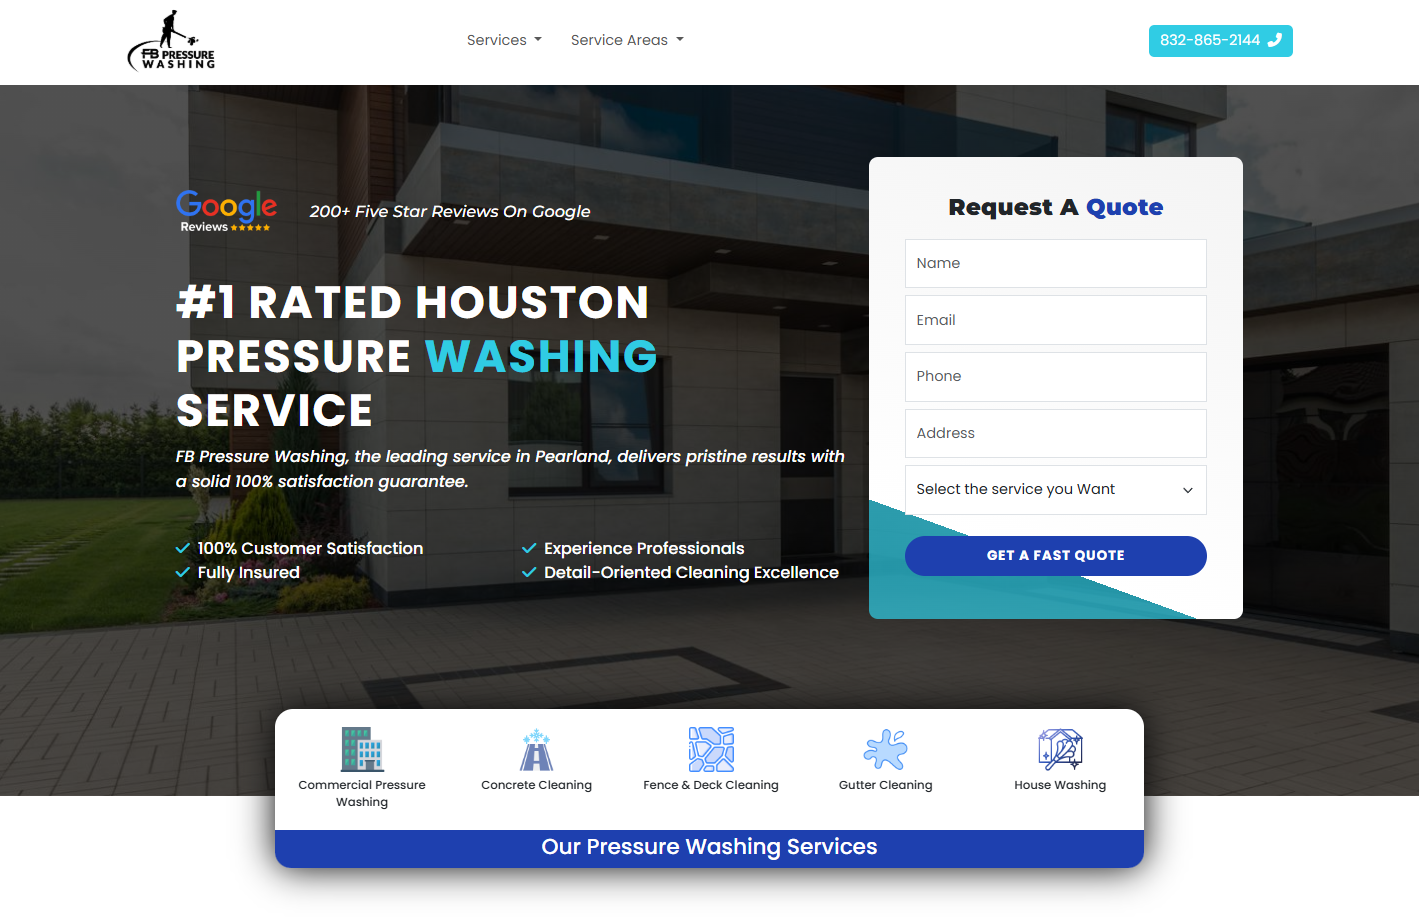 FB PRESSURE
WASHING
Services
Service Areas
832-865-2144
Google
Reviews
200+ Five Star Reviews On Google
#1 RATED HOUSTON
PRESSURE WASHING
SERVICE
FB Pressure Washing, the leading service in Pearland, delivers pristine results with
a solid 100% satisfaction guarantee.
100% Customer Satisfaction
Experience Professionals
Fully Insured
Detail-Oriented Cleaning Excellence
Request A Quote
Name
Email
Phone
Address
Select the service you Want
GET A FAST QUOTE
Commercial Pressure
Washing
Concrete Cleaning
Fence & Deck Cleaning
Gutter Cleaning
House Washing
Our Pressure Washing Services